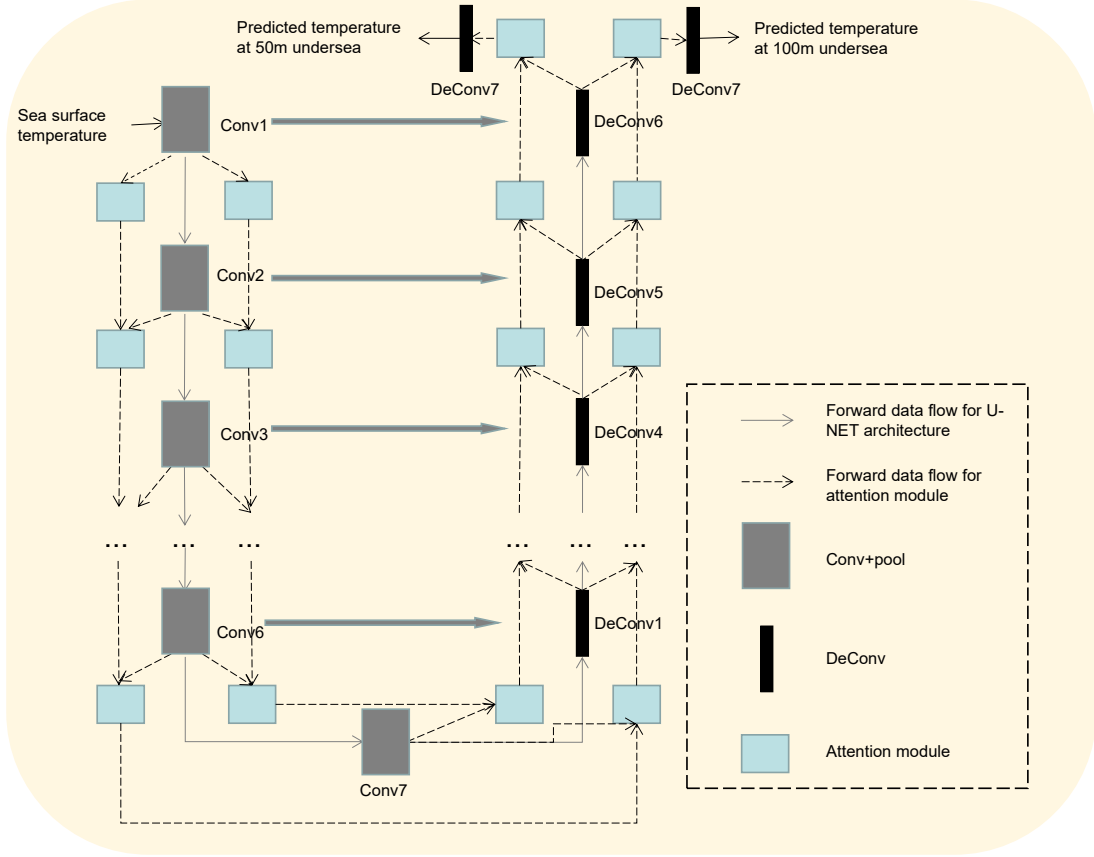 Predicted temperature
at 50m undersea
Predicted temperature
at 100m undersea
DeConv7
DeConv7
Sea surface
temperature
Conv1
DeConv6
Conv2
DeConv5
Conv3
DeConv4
Forward data flow for U-
NET architecture
Forward data flow for
attention module
... ... ... ... ... ...
Conv+pool
Conv6
DeConv1
DeConv
Attention module
Conv7